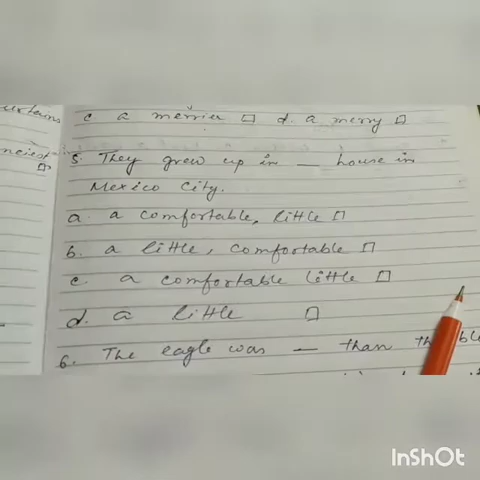 c a merrier □ d. a merry □
5. They grew up in — house in
Mexico City.
a. a comfortable, little □
b. a little, comfortable □
c. a comfortable little □
d. a little □
6. The eagle was — than
InShOt